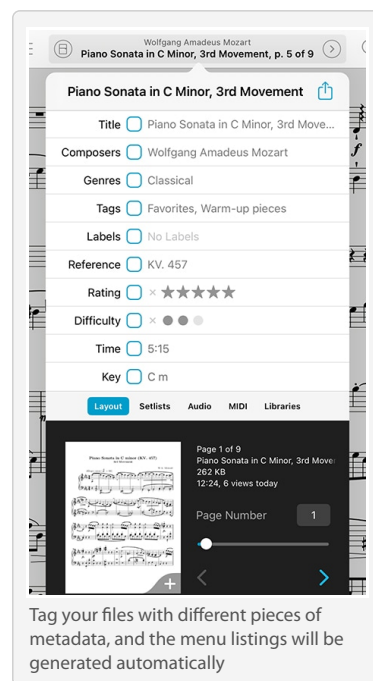 Wolfgang Amadeus Mozart
Piano Sonata in C Minor, 3rd Movement, p. 5 of 9
Piano Sonata in C Minor, 3rd Movement
Title Piano Sonata in C Minor, 3rd Move...
Composers Wolfgang Amadeus Mozart
Genres Classical
Tags Favorites, Warm-up pieces
Labels No Labels
Reference KV. 457
Rating × ★★★★★
Difficulty ×
Time 5:15
Key C m
Layout Setlists Audio MIDI Libraries
Piano Sonata in C minor (KV. 457)
3rd Movement
Page 1 of 9
Piano Sonata in C Minor, 3rd Mover
262 KB
12:24, 6 views today
Page Number 1
Tag your files with different pieces of
metadata, and the menu listings will be
generated automatically